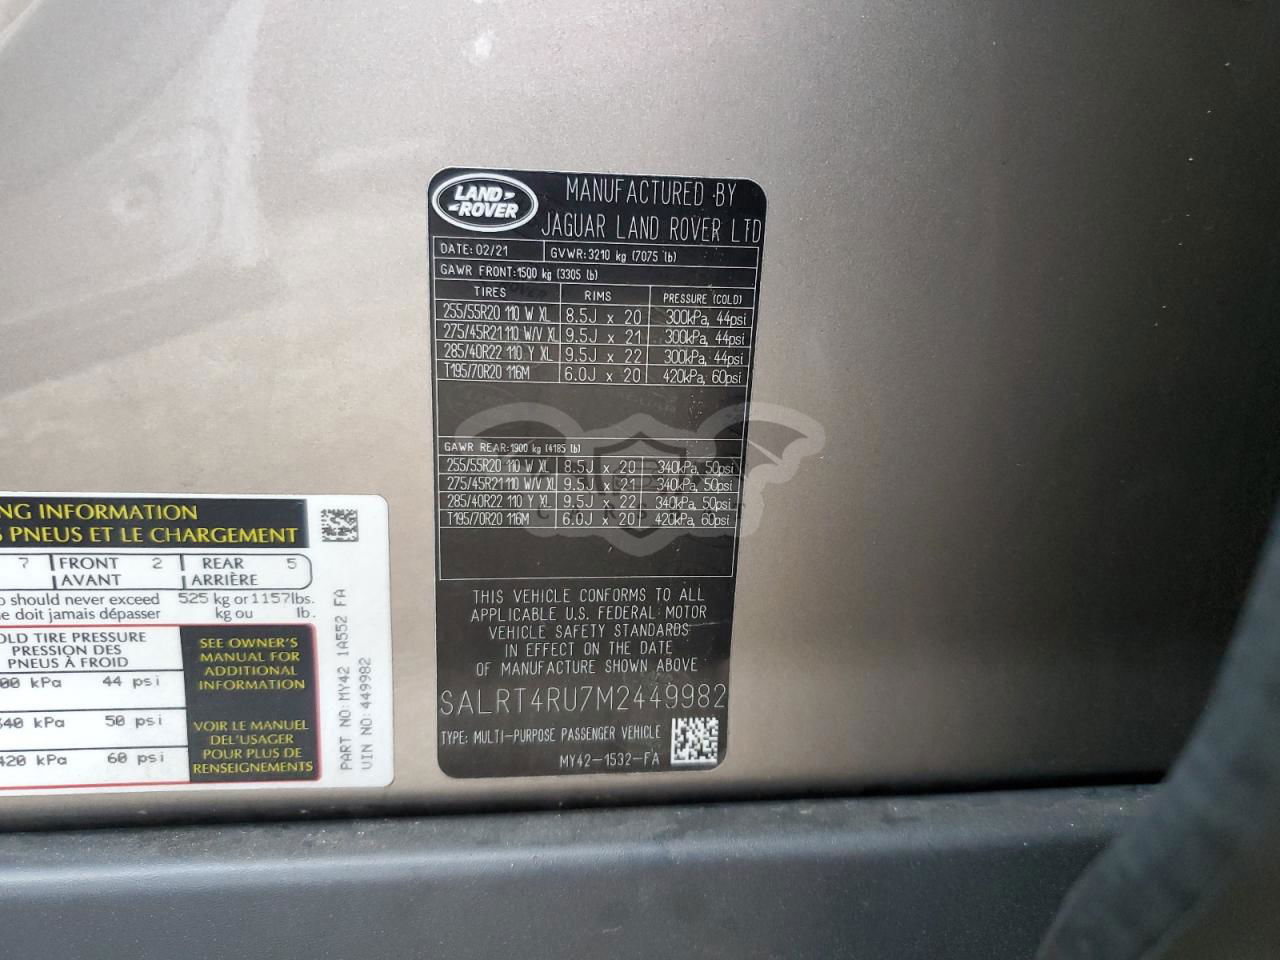 LAND-
-ROVER
MANUFACTURED BY
JAGUAR LAND ROVER LTD
DATE: 02/21 GVWR:3210 kg (7075 lb)
GAWR FRONT:1500 kg (3305 lb)
TIRES RIMS PRESSURE (COLD)
255/55R20 110 W XL 8.5J x 20 300kPa, 44psi
275/45R21 110 W/V XL 9.5J x 21 300kPa, 44psi
285/40R22 110 Y XL 9.5J x 22 300kPa, 44psi
T195/70R20 116M 6.0J x 20 420kPa, 60psi
GAWR REAR:1900 kg (4185 lb)
255/55R20 110 W XL 8.5J x 20 340kPa, 50psi
275/45R21 110 W/V XL 9.5J x 21 340kPa, 50psi
285/40R22 110 Y XL 9.5J x 22 340kPa, 50psi
T195/70R20 116M 6.0J x 20 420kPa, 60psi
THIS VEHICLE CONFORMS TO ALL
APPLICABLE U.S. FEDERAL MOTOR
VEHICLE SAFETY STANDARDS
IN EFFECT ON THE DATE
OF MANUFACTURE SHOWN ABOVE
SALRT4RU7M2449982
TYPE: MULTI-PURPOSE PASSENGER VEHICLE
MY42-1532-FA
NG INFORMATION
S PNEUS ET LE CHARGEMENT
7 FRONT 2 REAR 5
AVANT ARRIÈRE
o should never exceed 525 kg or 1157lbs.
e doit jamais dépasser kg ou lb.
OLD TIRE PRESSURE
PRESSION DES
PNEUS À FROID
00 kPa 44 psi
340 kPa 50 psi
420 kPa 60 psi
SEE OWNER'S
MANUAL FOR
ADDITIONAL
INFORMATION
VOIR LE MANUEL
DEL'USAGER
POUR PLUS DE
RENSEIGNEMENTS
PART NO:MY42 1A552 FA
VIN NO:449982